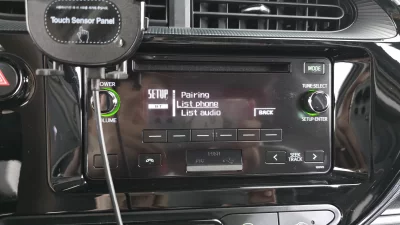 Touch Sensor Panel
MODE
POWER
VOLUME
TUNE/SELECT
SETUP/ENTER
SETUP
Pairing
List phone
List audio
BACK
SEEK
TRACK